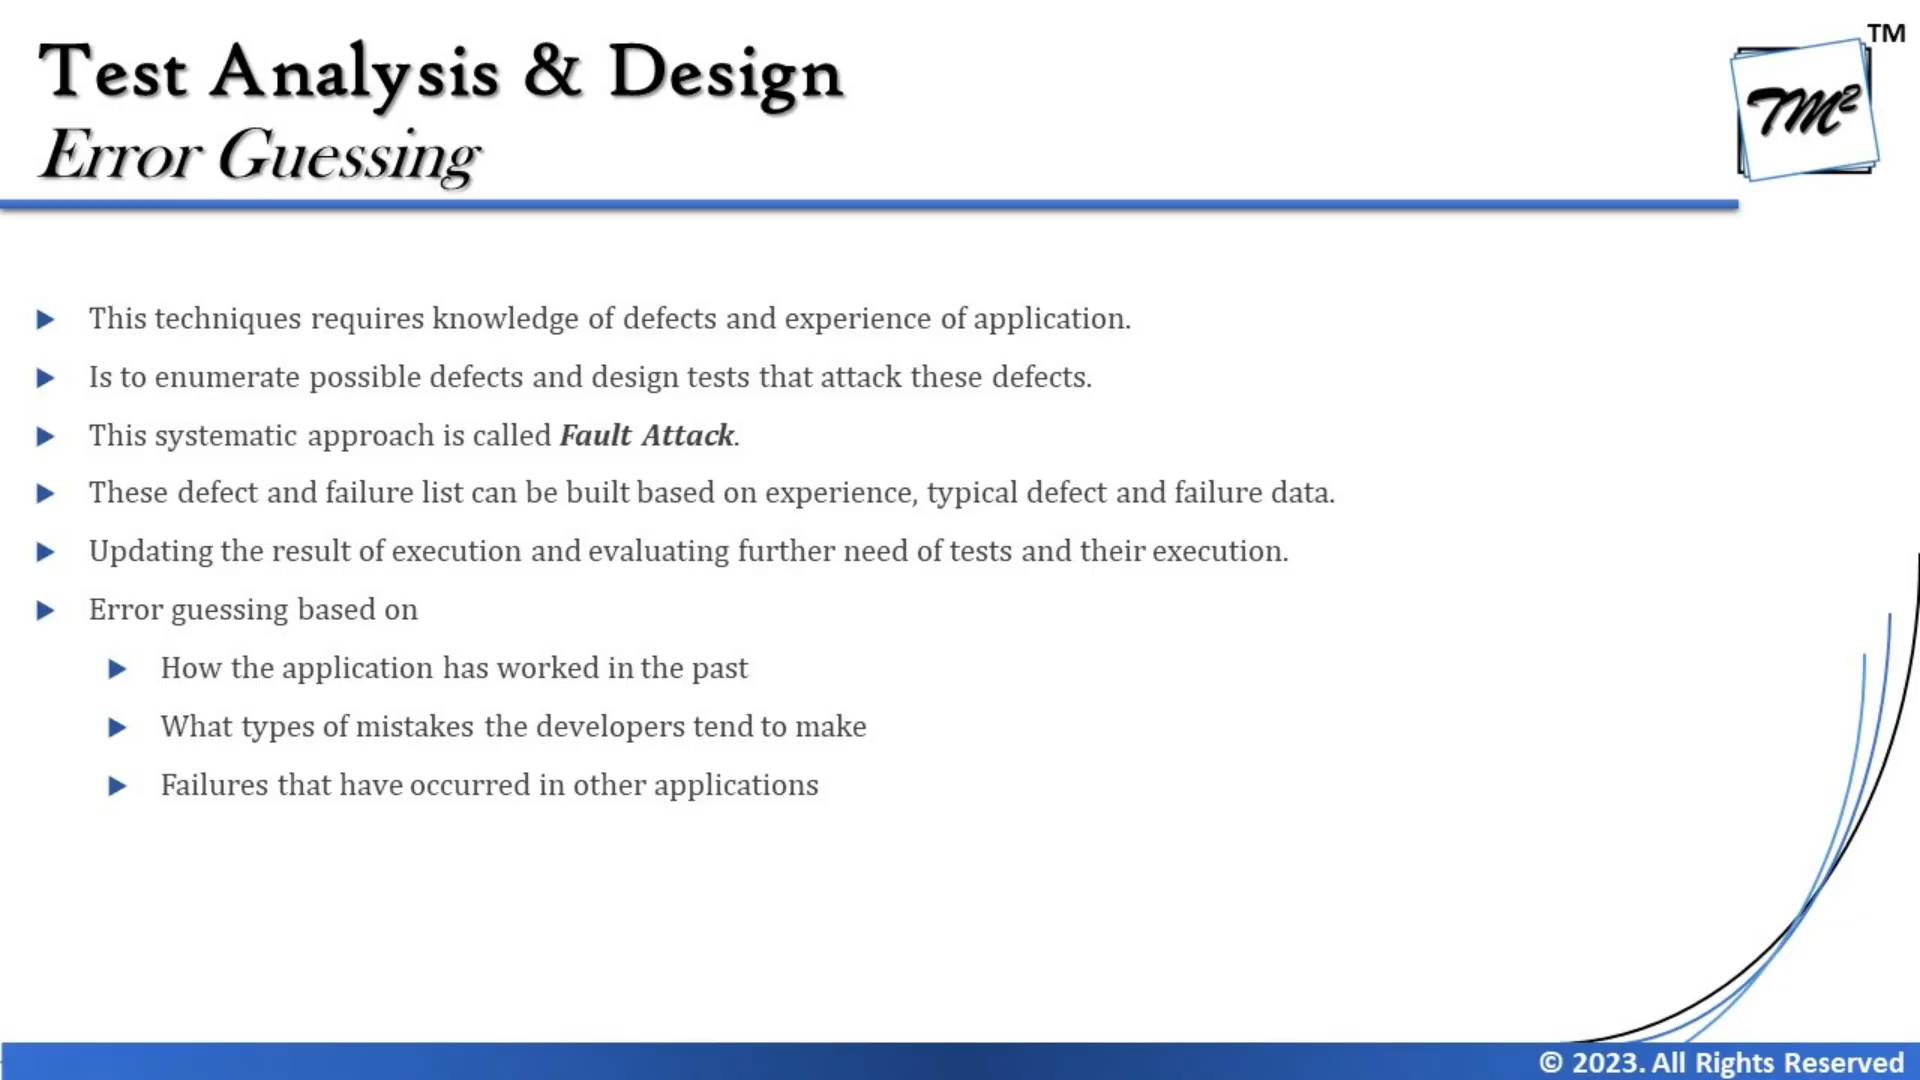 Test Analysis & Design
Error Guessing
TM
TM²
This techniques requires knowledge of defects and experience of application.
Is to enumerate possible defects and design tests that attack these defects.
This systematic approach is called Fault Attack.
These defect and failure list can be built based on experience, typical defect and failure data.
Updating the result of execution and evaluating further need of tests and their execution.
Error guessing based on
How the application has worked in the past
What types of mistakes the developers tend to make
Failures that have occurred in other applications
© 2023. All Rights Reserved